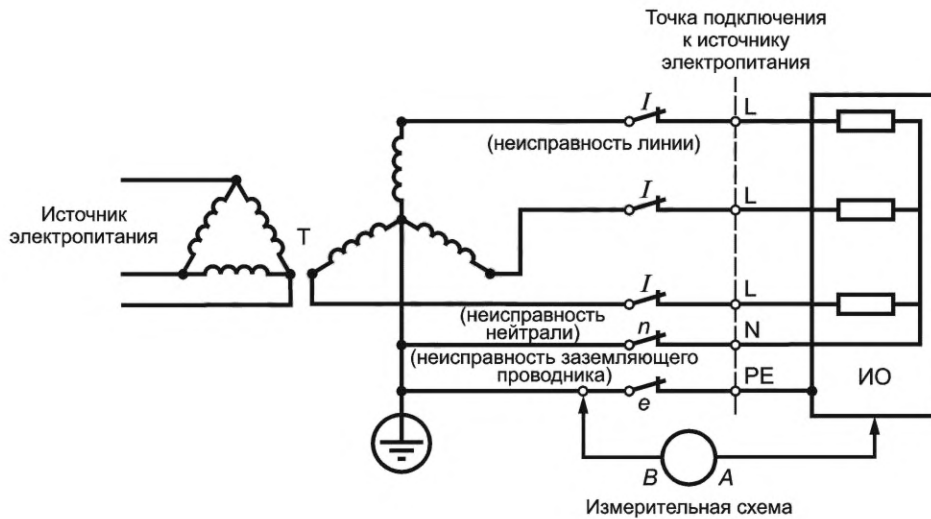 Точка подключения
к источнику
электропитания
I
L
(неисправность линии)
I
L
Источник
электропитания
T
I
L
(неисправность
нейтрали)
n
N
(неисправность заземляющего
проводника)
e
PE
ИО
B
A
Измерительная схема